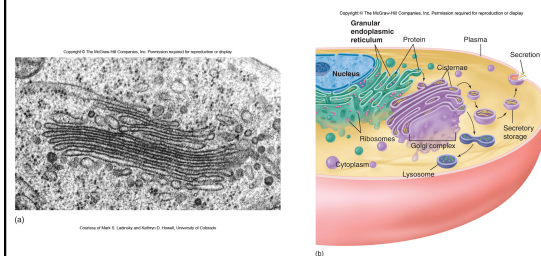 Copyright © The McGraw-Hill Companies, Inc. Permission required for reproduction or display
(a)
Courtesy of Mark S. Ladinsky and Kathryn D. Howell, University of Colorado
Copyright © The McGraw-Hill Companies, Inc. Permission required for reproduction or display
Granular
endoplasmic
reticulum
Protein
Plasma
Secretion
Nucleus
Cisternae
Ribosomes
Golgi complex
Secretory
storage
Cytoplasm
Lysosome
(b)